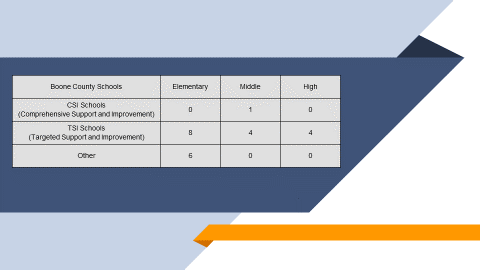 Boone County Schools Elementary Middle High
CSI Schools
(Comprehensive Support and Improvement) 0 1 0
TSI Schools
(Targeted Support and Improvement) 8 4 4
Other 6 0 0